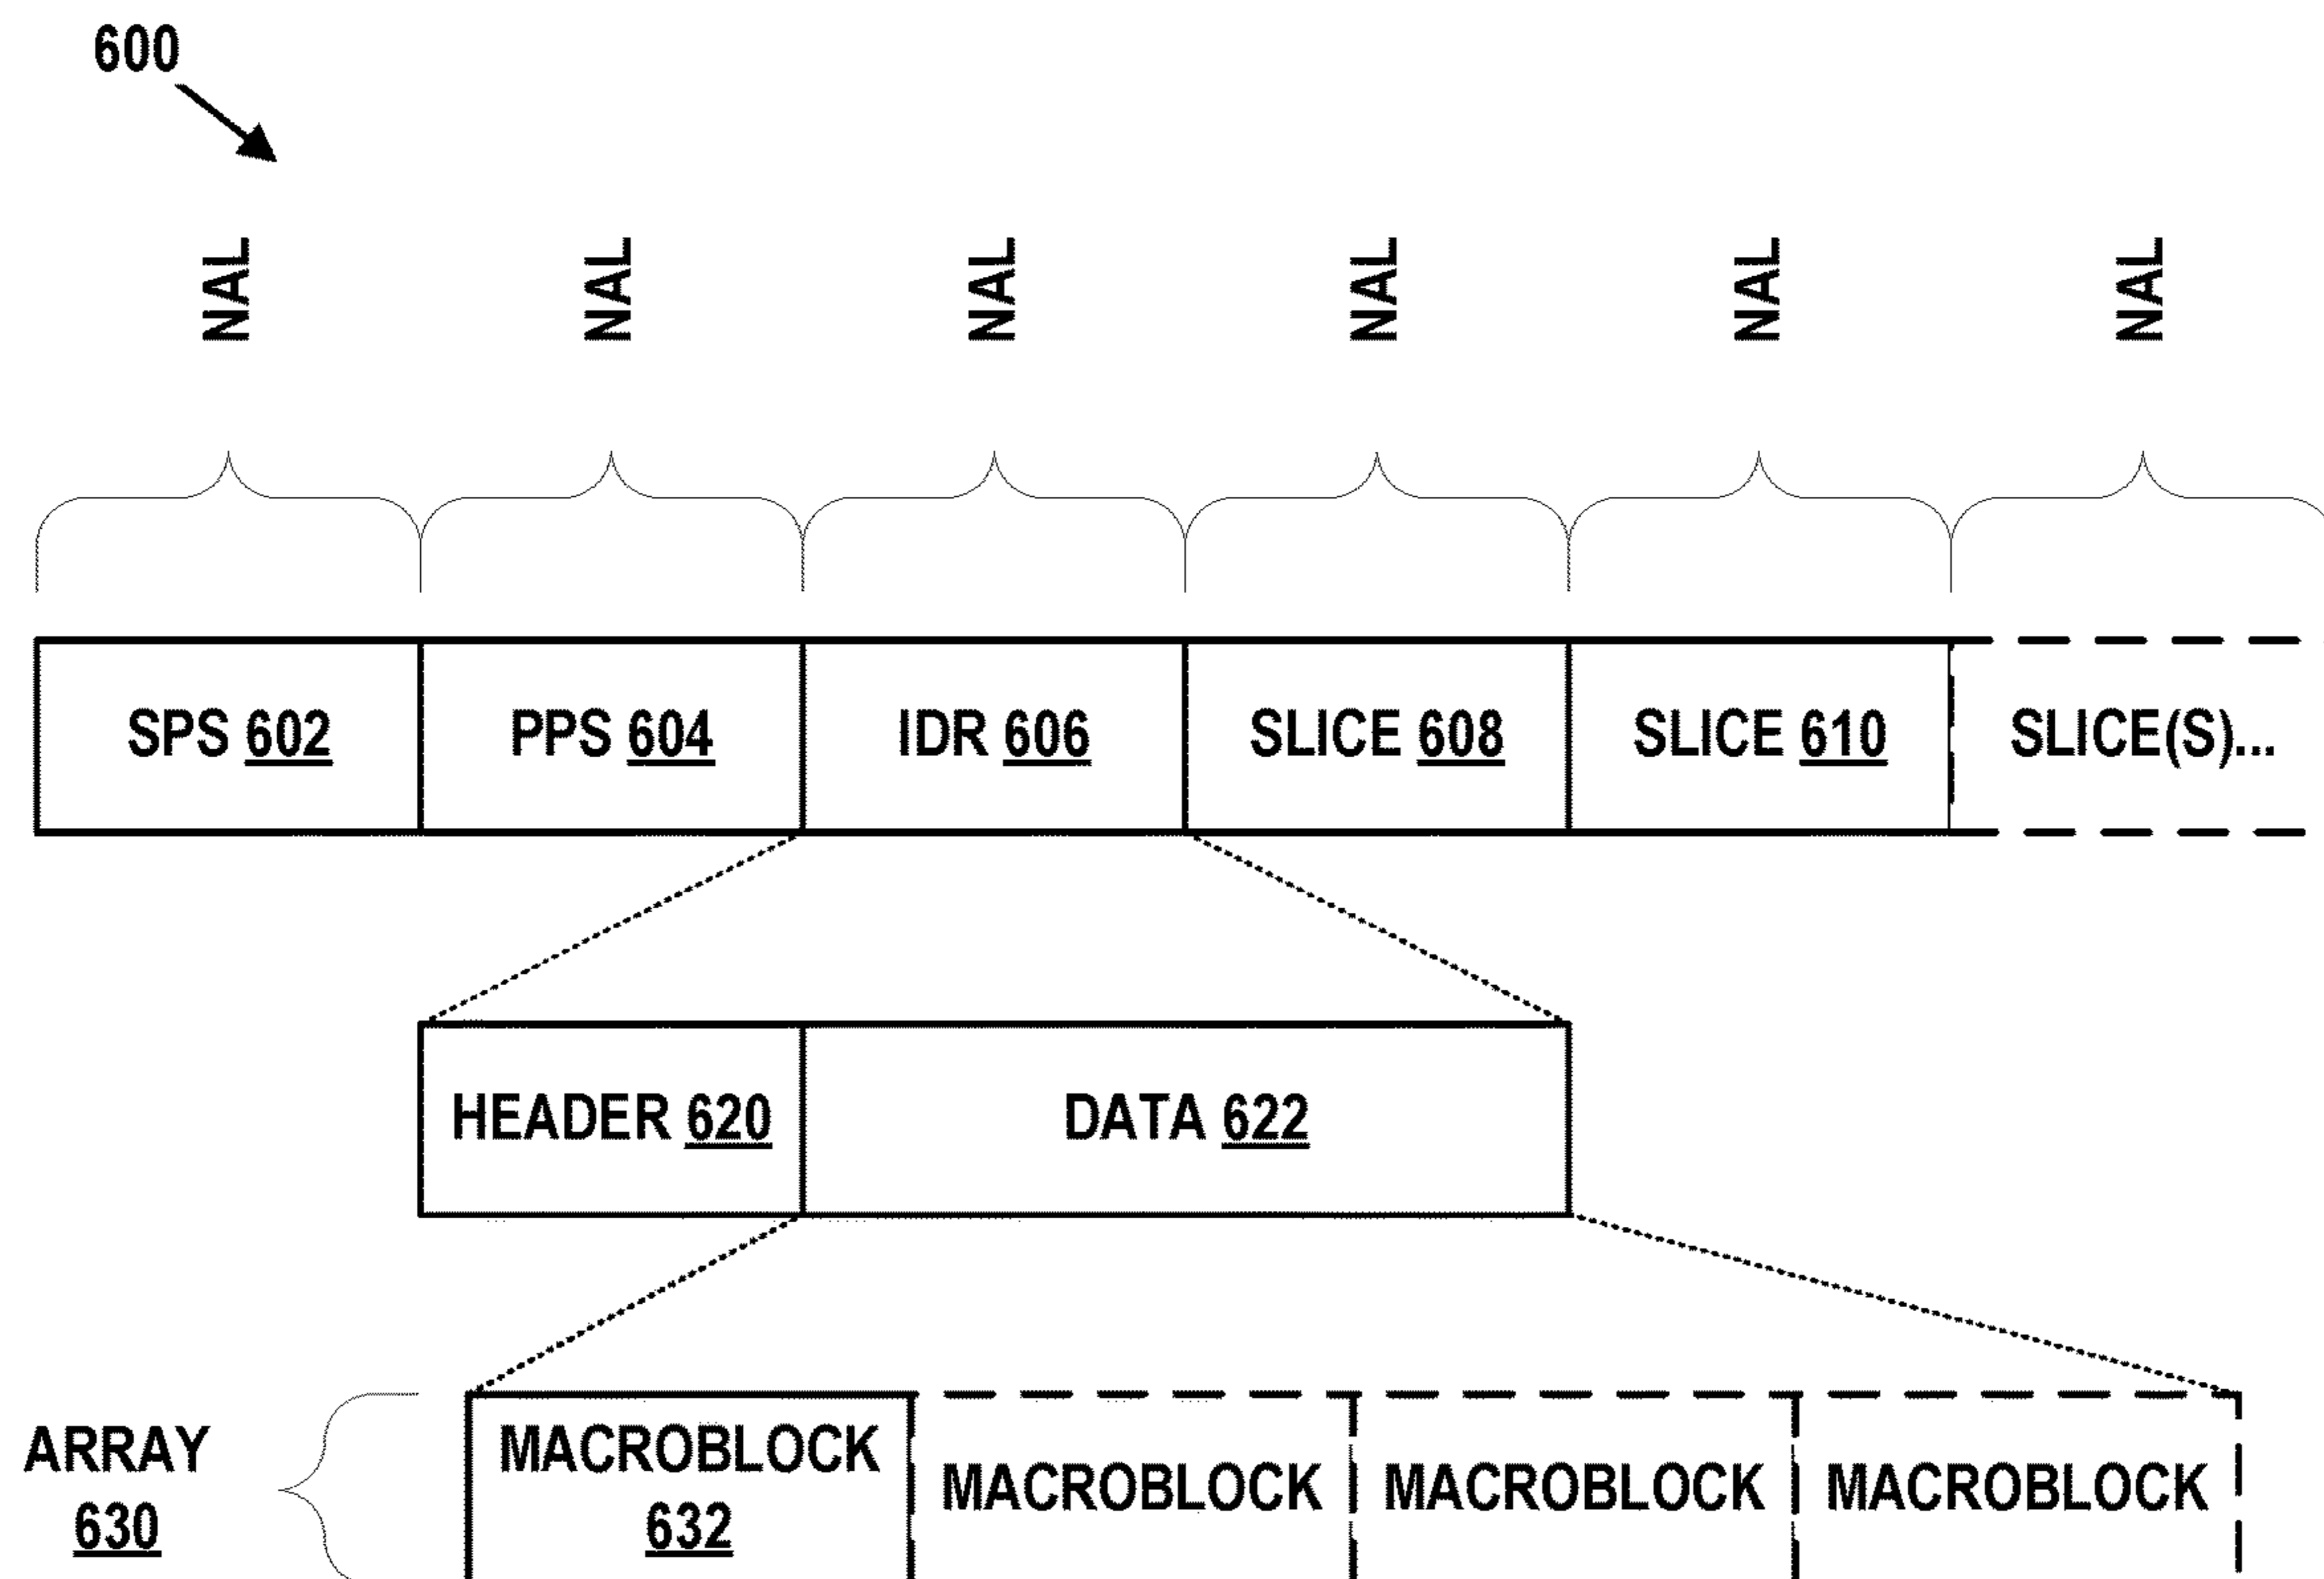 600
NAL NAL NAL NAL NAL NAL
SPS 602 PPS 604 IDR 606 SLICE 608 SLICE 610 SLICE(S)...
HEADER 620 DATA 622
ARRAY
630
MACROBLOCK
632
MACROBLOCK MACROBLOCK MACROBLOCK